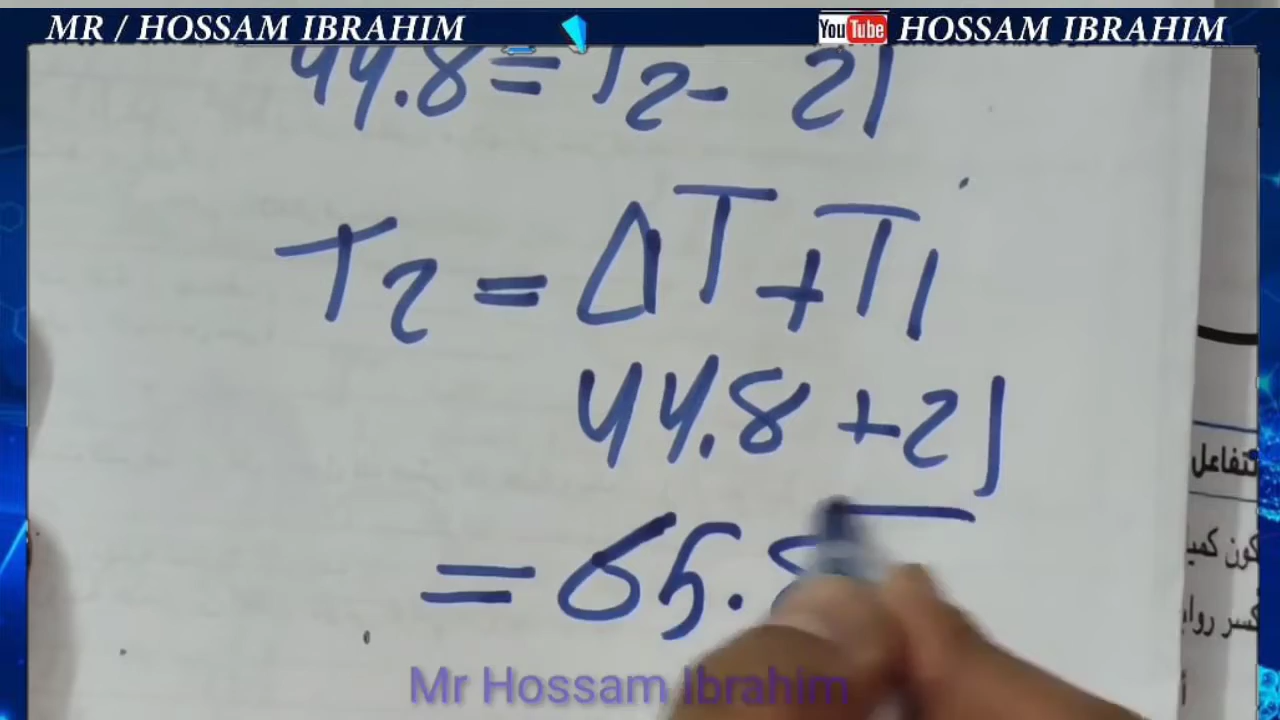 MR / HOSSAM IBRAHIM
YouTube HOSSAM IBRAHIM
44.8 = T2 - 21
T2 = ΔT + T1
44.8 + 21
= 65.8
Mr Hossam Ibrahim